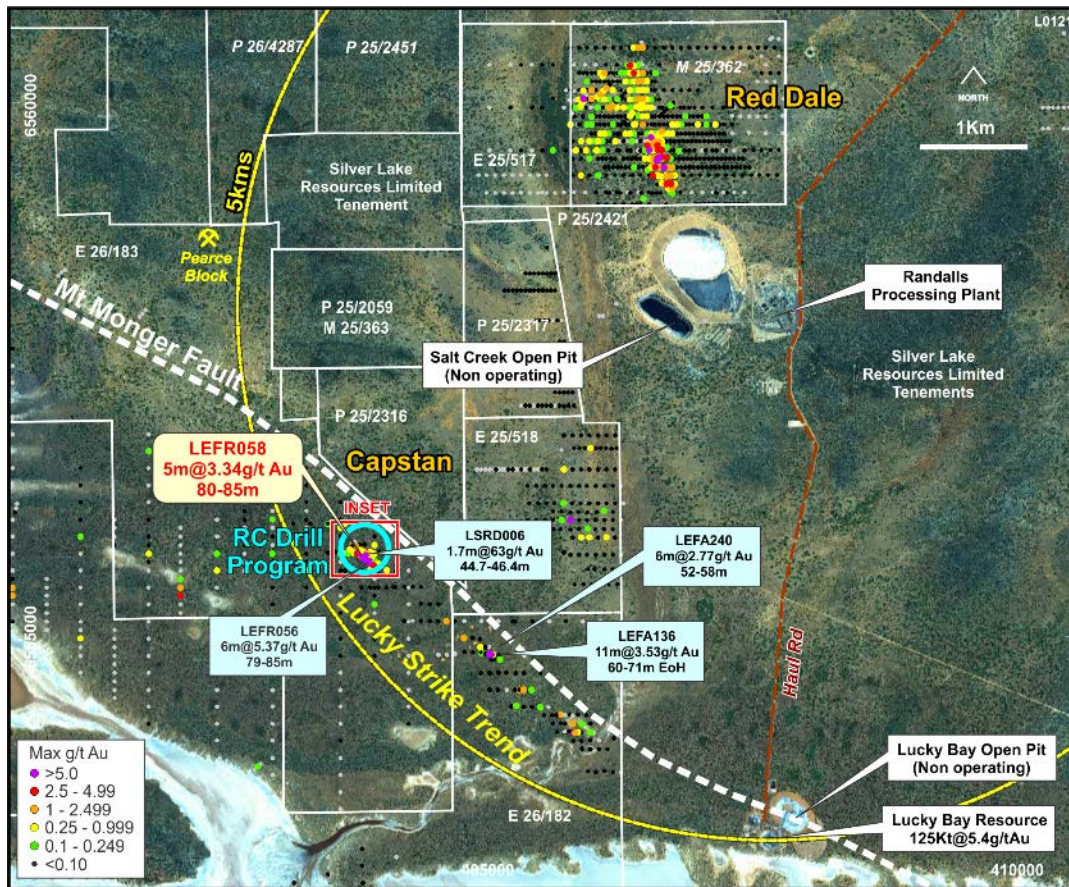 P 26/4287
P 25/2451
M 25/362
L0121
6560000
Red Dale
NORTH
1Km
5kms
Silver Lake
Resources Limited
Tenement
E 25/517
P 25/2421
E 26/183
Pearce
Block
Mt Monger Fault
P 25/2059
M 25/363
P 25/2317
Randalls
Processing Plant
Salt Creek Open Pit
(Non operating)
Silver Lake
Resources Limited
Tenements
P 25/2316
E 25/518
LEFR058
5m@3.34g/t Au
80-85m
Capstan
INSET
RC Drill
Program
LSRD006
1.7m@63g/t Au
44.7-46.4m
LEFA240
6m@2.77g/t Au
52-58m
LEFR056
6m@5.37g/t Au
79-85m
LEFA136
11m@3.53g/t Au
60-71m EoH
Lucky Strike Trend
Haul Rd
Max g/t Au
>5.0
2.5 - 4.99
1 - 2.499
0.25 - 0.999
0.1 - 0.249
<0.10
E 26/182
Lucky Bay Open Pit
(Non operating)
Lucky Bay Resource
125Kt@5.4g/tAu
405000
410000